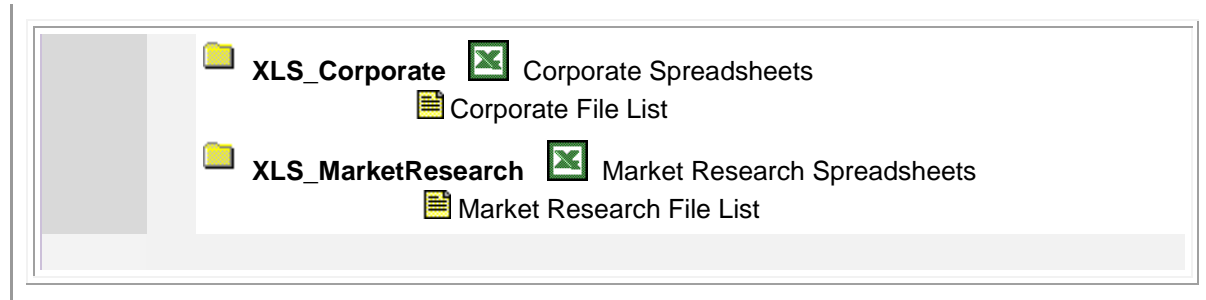 XLS_Corporate Corporate Spreadsheets
Corporate File List
XLS_MarketResearch Market Research Spreadsheets
Market Research File List